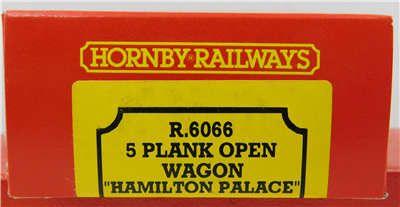 HORNBY RAILWAYS
R.6066
5 PLANK OPEN
WAGON
"HAMILTON PALACE"